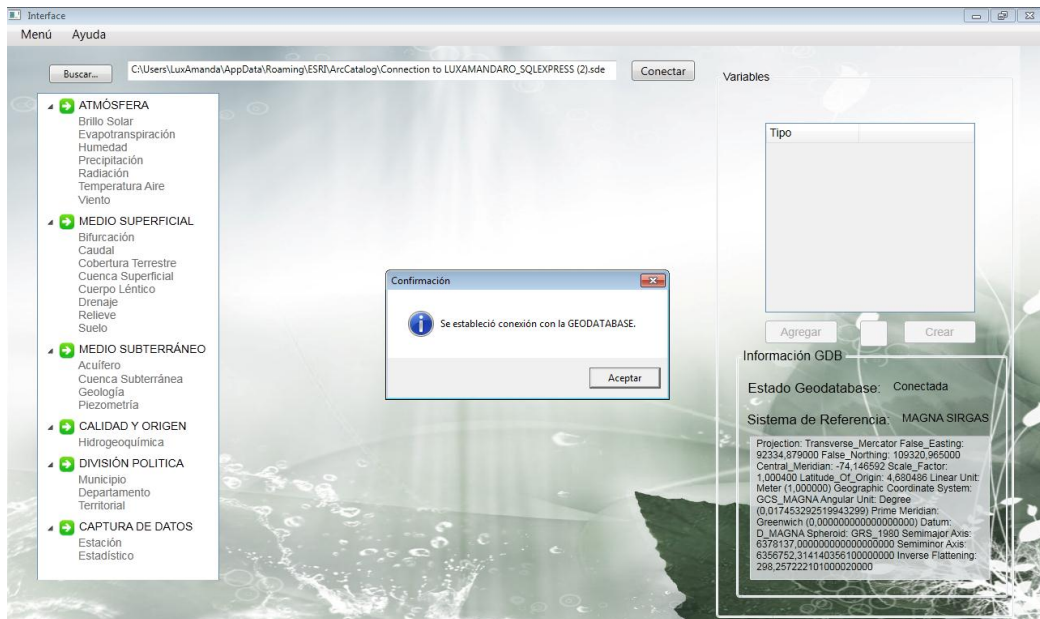 Interface
Menú Ayuda
Buscar...
C:\Users\LuxAmanda\AppData\Roaming\ESRI\ArcCatalog\Connection to LUXAMANDARO_SQLEXPRESS (2).sde
Conectar
ATMÓSFERA
Brillo Solar
Evapotranspiración
Humedad
Precipitación
Radiación
Temperatura Aire
Viento
MEDIO SUPERFICIAL
Bifurcación
Caudal
Cobertura Terrestre
Cuenca Superficial
Cuerpo Léntico
Drenaje
Relieve
Suelo
MEDIO SUBTERRÁNEO
Acuífero
Cuenca Subterránea
Geología
Piezometría
CALIDAD Y ORIGEN
Hidrogeoquímica
DIVISIÓN POLITICA
Municipio
Departamento
Territorial
CAPTURA DE DATOS
Estación
Estadístico
Confirmación
Se estableció conexión con la GEODATABASE.
Aceptar
Variables
Tipo
Agregar
Crear
Información GDB
Estado Geodatabase: Conectada
Sistema de Referencia: MAGNA SIRGAS
Projection: Transverse_Mercator False_Easting:
92334,879000 False_Northing: 109320,965000
Central_Meridian: -74,146592 Scale_Factor:
1,000400 Latitude_Of_Origin: 4,680486 Linear Unit:
Meter (1,000000) Geographic Coordinate System:
GCS_MAGNA Angular Unit: Degree
(0,017453292519943299) Prime Meridian:
Greenwich (0,000000000000000000) Datum:
D_MAGNA Spheroid: GRS_1980 Semimajor Axis:
6378137,000000000000000000 Semiminor Axis:
6356752,314140356100000000 Inverse Flattening:
298,257222101000020000